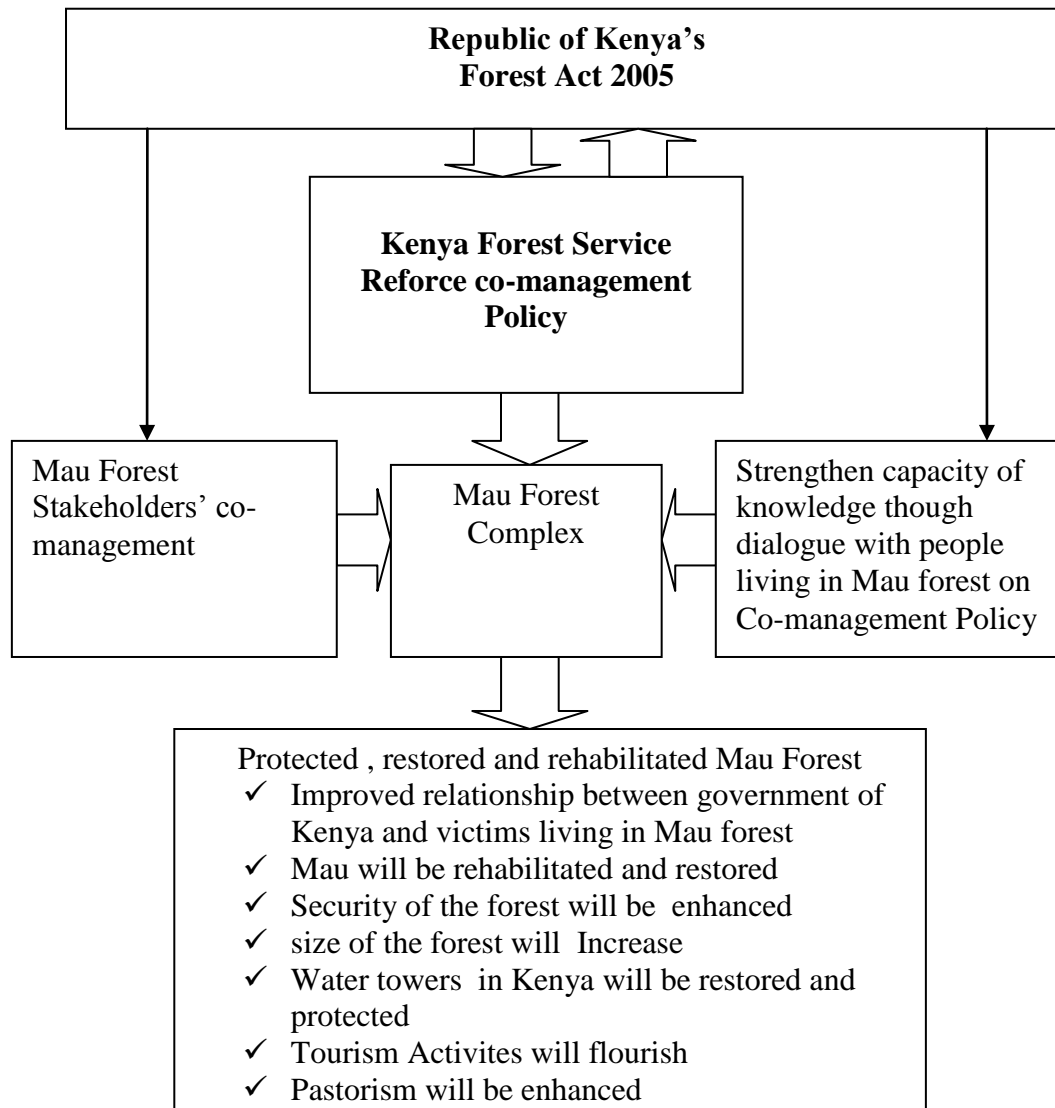 Republic of Kenya’s
Forest Act 2005
Kenya Forest Service
Reforce co-management
Policy
Mau Forest
Stakeholders’ co-
management
Mau Forest
Complex
Strengthen capacity of
knowledge though
dialogue with people
living in Mau forest on
Co-management Policy
Protected , restored and rehabilitated Mau Forest
✓ Improved relationship between government of
Kenya and victims living in Mau forest
✓ Mau will be rehabilitated and restored
✓ Security of the forest will be enhanced
✓ size of the forest will Increase
✓ Water towers in Kenya will be restored and
protected
✓ Tourism Activites will flourish
✓ Pastorism will be enhanced